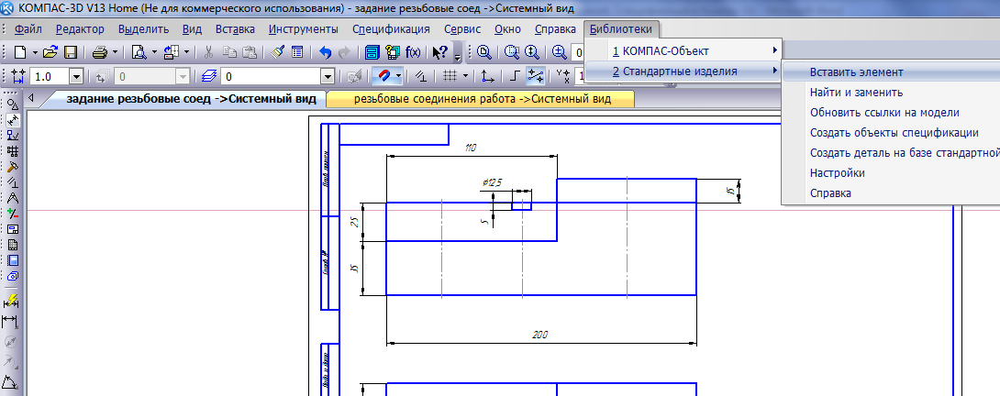 КОМПАС-3D V13 Home (Не для коммерческого использования) - задание резьбовые соед ->Системный вид
Файл Редактор Выделить Вид Вставка Инструменты Спецификация Сервис Окно Справка Библиотеки
f(x) 0
1 КОМПАС-Объект
2 Стандартные изделия
1.0 0 0 Y X 1
Вставить элемент
Найти и заменить
Обновить ссылки на модели
Создать объекты спецификации
Создать деталь на базе стандартной
Настройки
Справка
задание резьбовые соед ->Системный вид
резьбовые соединения работа ->Системный вид
110
ϕ12,5
15
25
5
35
200